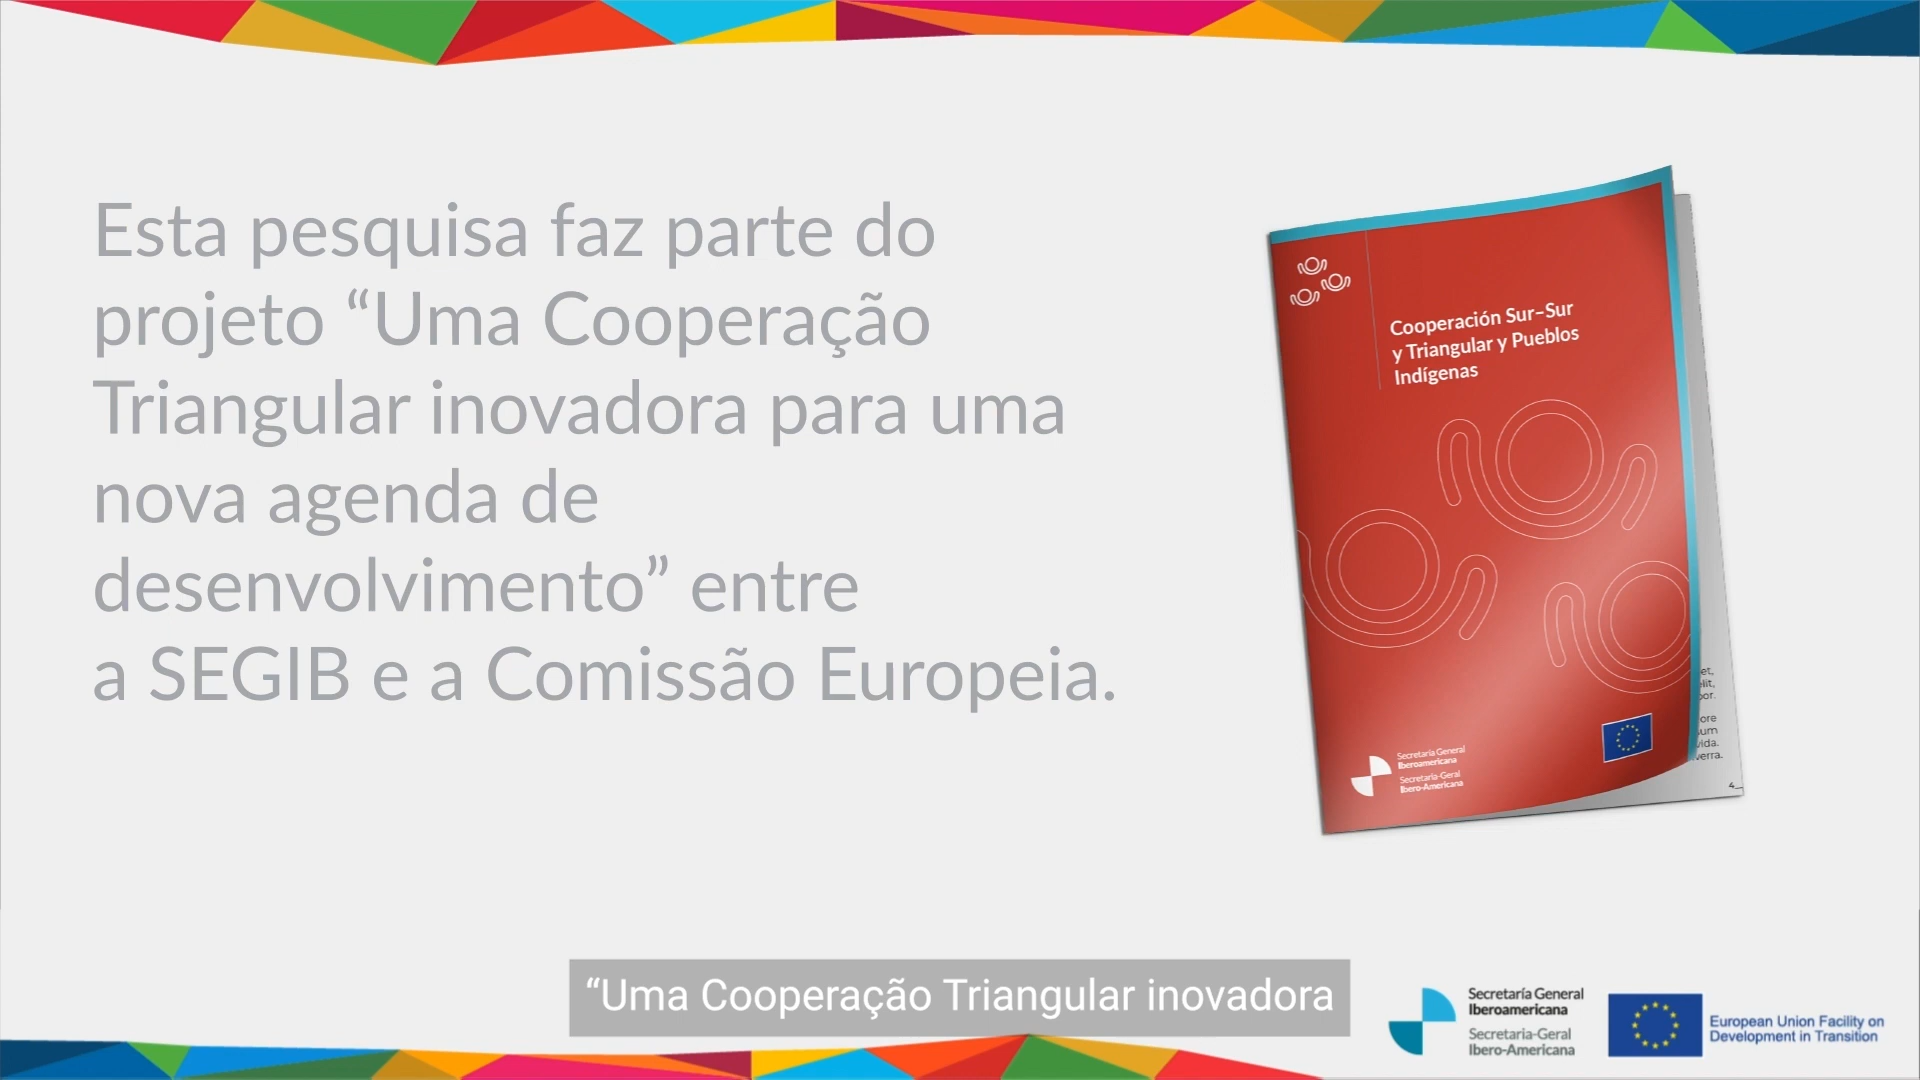 Esta pesquisa faz parte do
projeto “Uma Cooperação
Triangular inovadora para uma
nova agenda de
desenvolvimento” entre
a SEGIB e a Comissão Europeia.
Cooperación Sur–Sur
y Triangular y Pueblos
Indígenas
Secretaría General
Iberoamericana
Secretaria-Geral
Ibero-Americana
4
“Uma Cooperação Triangular inovadora
Secretaría General
Iberoamericana
Secretaria-Geral
Ibero-Americana
European Union Facility on
Development in Transition